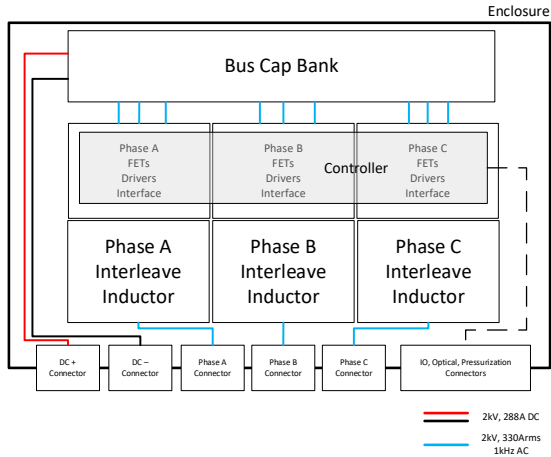 Enclosure
Bus Cap Bank
Phase A
FETs
Drivers
Interface
Phase B
FETs
Drivers
Interface
Phase C
FETs
Drivers
Interface
Controller
Phase A
Interleave
Inductor
Phase B
Interleave
Inductor
Phase C
Interleave
Inductor
DC +
Connector
DC –
Connector
Phase A
Connector
Phase B
Connector
Phase C
Connector
IO, Optical, Pressurization
Connectors
2kV, 288A DC
2kV, 330Arms
1kHz AC